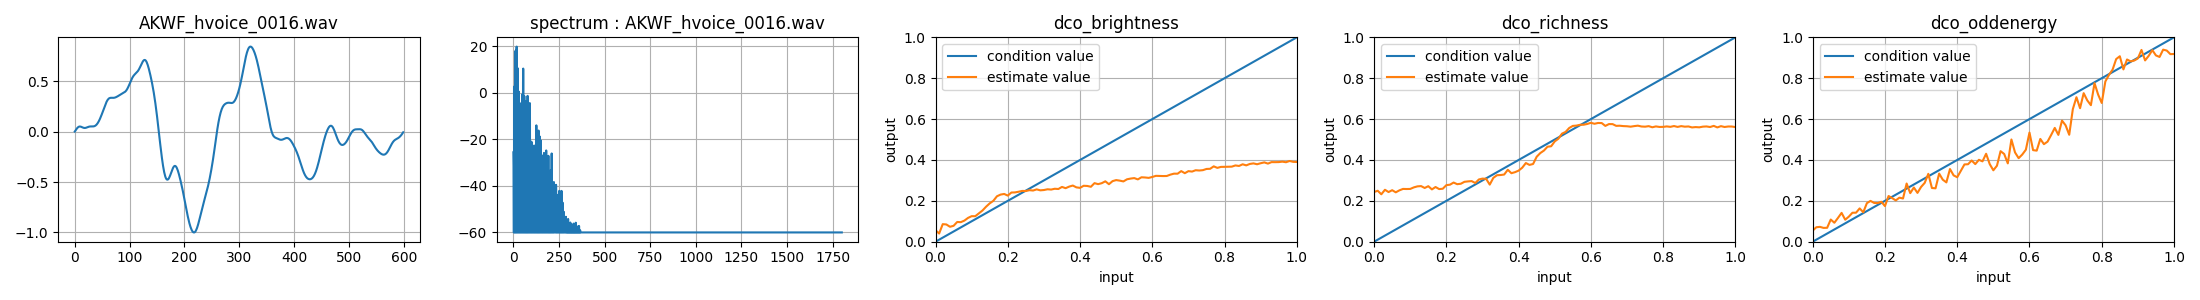 AKWF_hvoice_0016.wav
0.5
0.0
−0.5
−1.0
0 100 200 300 400 500 600
spectrum : AKWF_hvoice_0016.wav
20
0
−20
−40
−60
0 250 500 750 1000 1250 1500 1750
dco_brightness
condition value
estimate value
output
1.0
0.8
0.6
0.4
0.2
0.0
0.0 0.2 0.4 0.6 0.8 1.0
input
dco_richness
condition value
estimate value
output
1.0
0.8
0.6
0.4
0.2
0.0
0.0 0.2 0.4 0.6 0.8 1.0
input
dco_oddenergy
condition value
estimate value
output
1.0
0.8
0.6
0.4
0.2
0.0
0.0 0.2 0.4 0.6 0.8 1.0
input